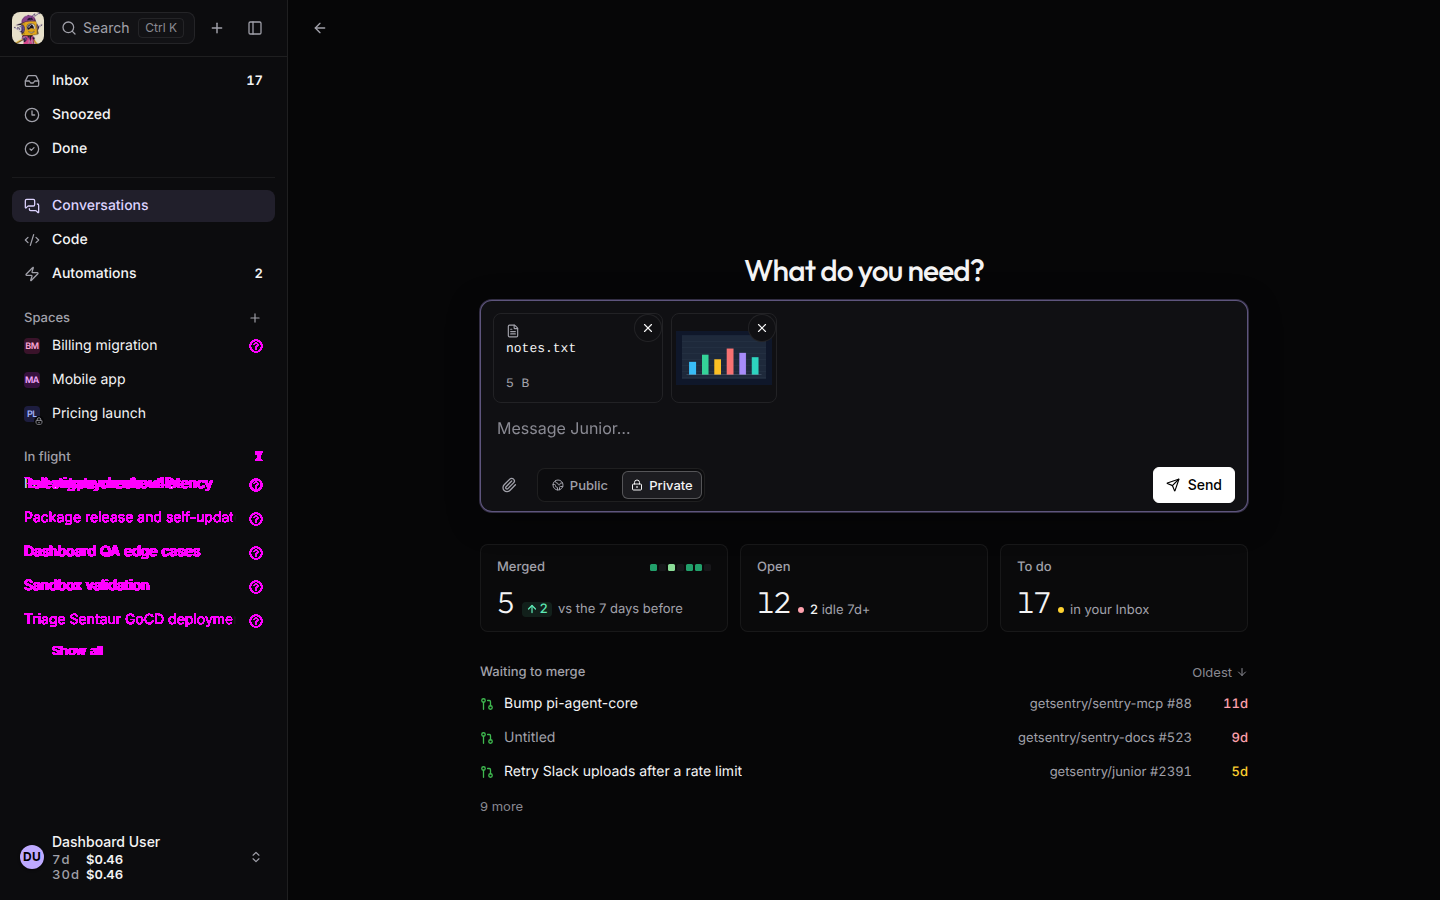 Search Ctrl K
Inbox 17
Snoozed
Done
Conversations
Code
Automations 2
Spaces
BM Billing migration
MA Mobile app
PL Pricing launch
In flight
Package release and self-updat
Dashboard QA edge cases
Sandbox validation
Triage Sentaur GoCD deployme
Show all
DU Dashboard User
7d $0.46
30d $0.46
What do you need?
notes.txt
5 B
Message Junior...
Public Private Send
Merged
5 2 vs the 7 days before
Open
12 2 idle 7d+
To do
17 in your Inbox
Waiting to merge Oldest
Bump pi-agent-core getsentry/sentry-mcp #88 11d
Untitled getsentry/sentry-docs #523 9d
Retry Slack uploads after a rate limit getsentry/junior #2391 5d
9 more